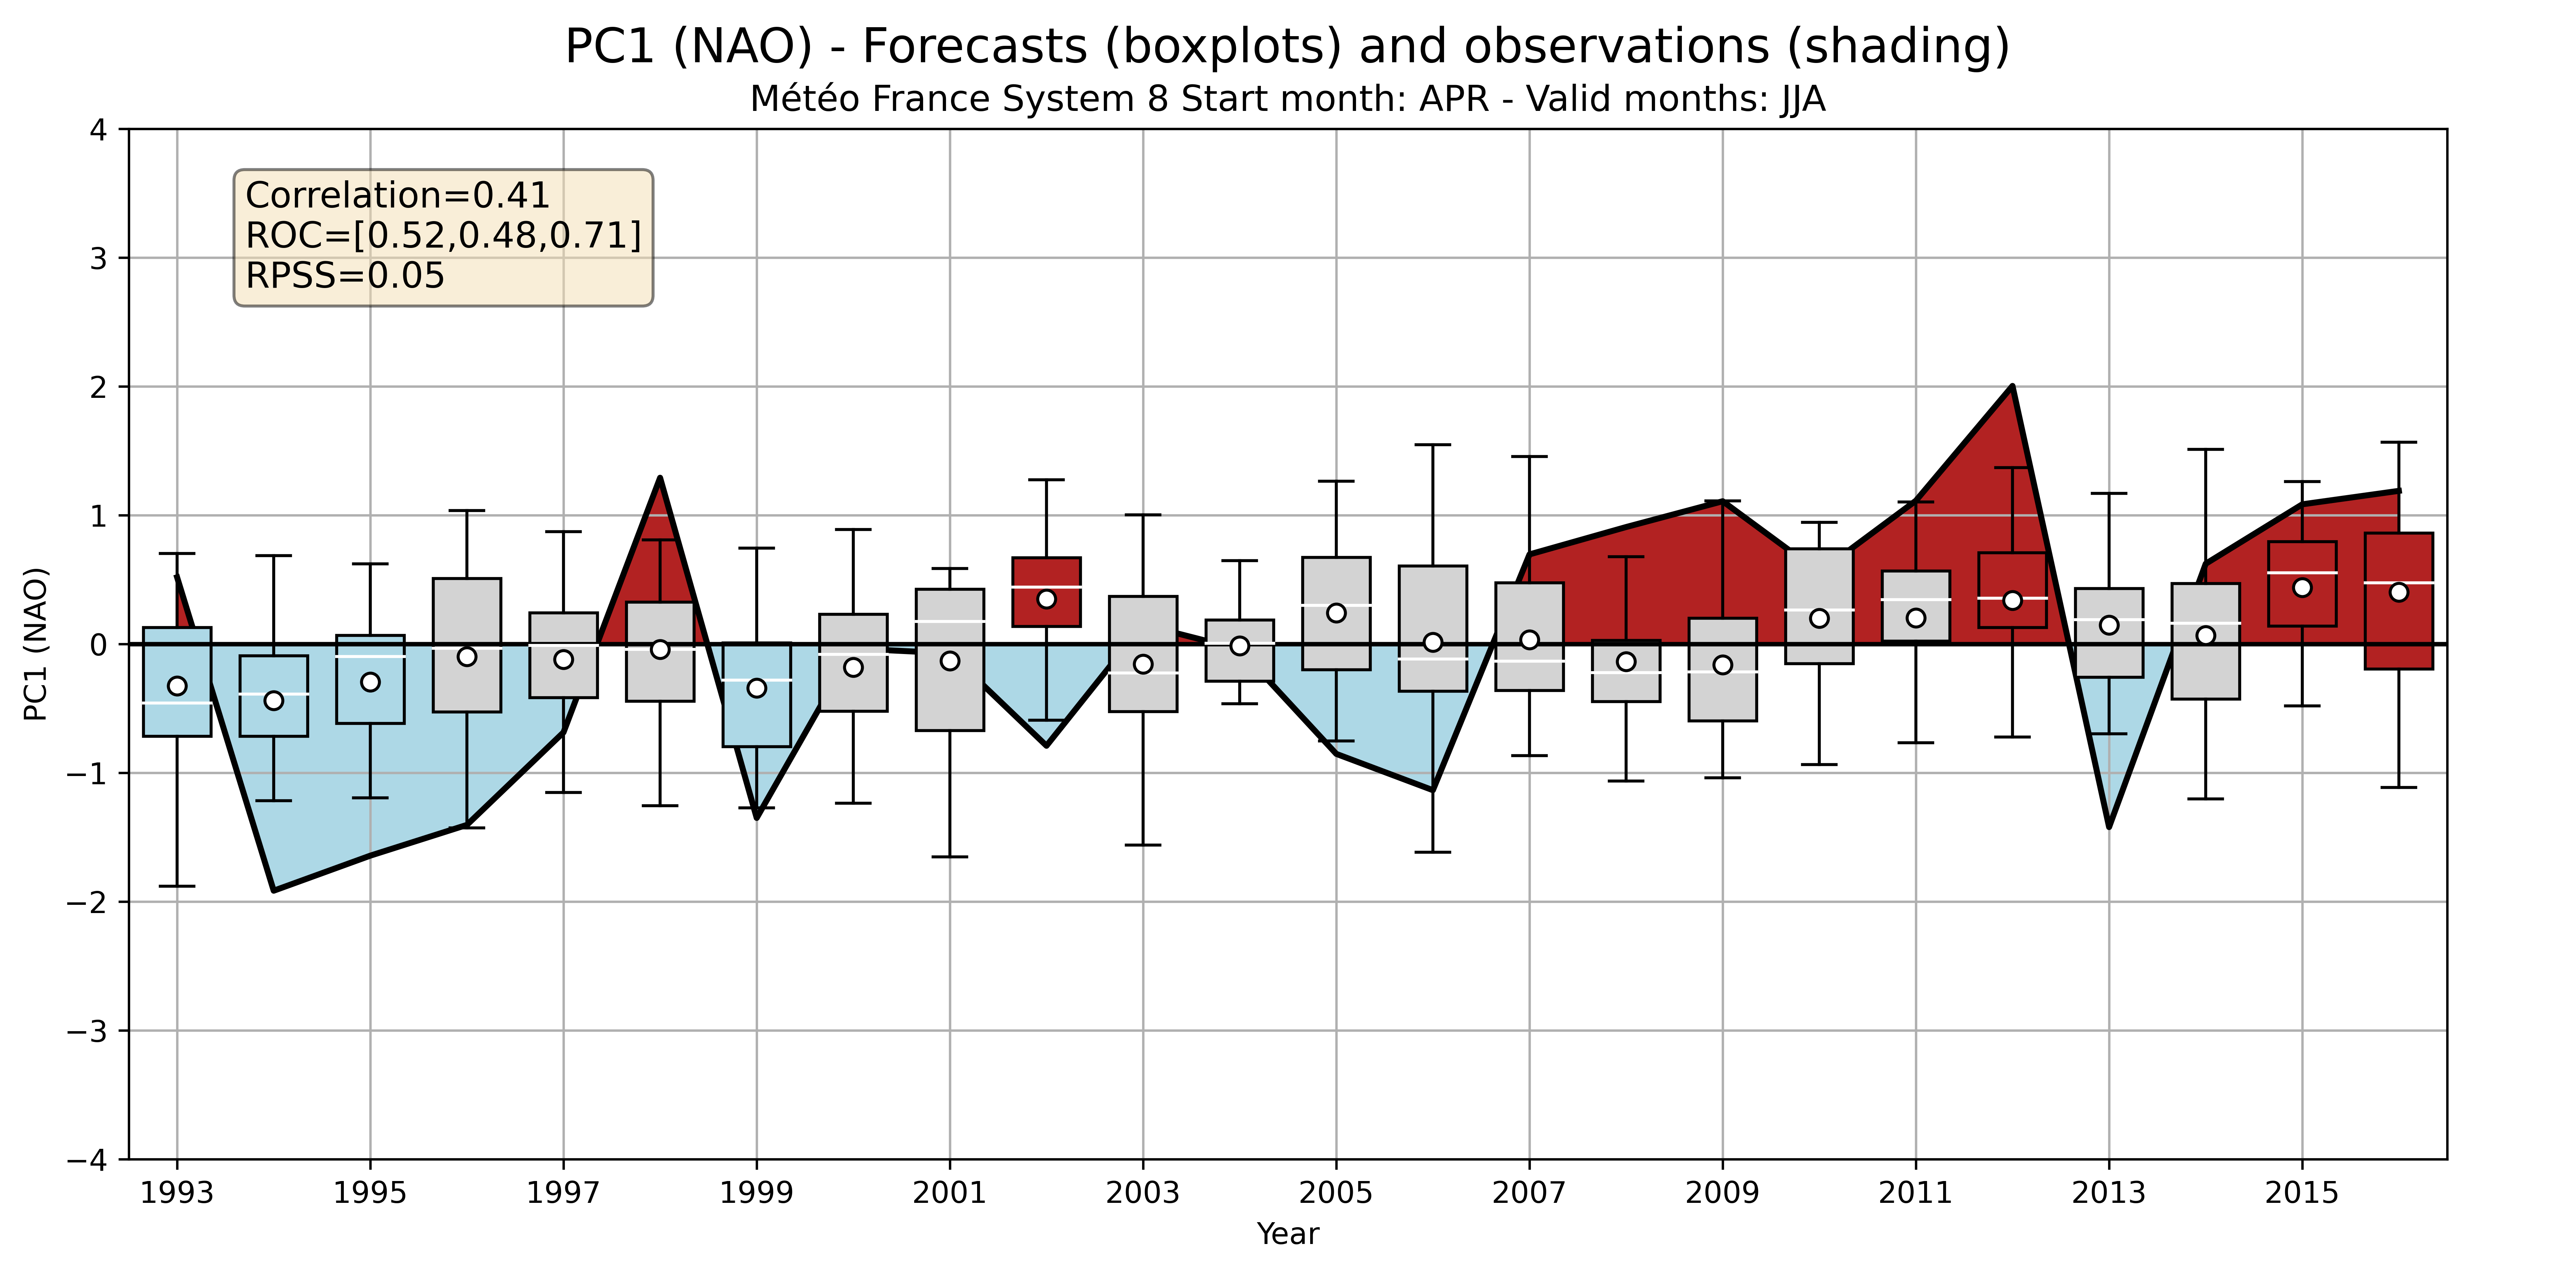 PC1 (NAO) - Forecasts (boxplots) and observations (shading)
Météo France System 8 Start month: APR - Valid months: JJA
Correlation=0.41
ROC=[0.52,0.48,0.71]
RPSS=0.05
PC1 (NAO)
4
3
2
1
0
−1
−2
−3
−4
1993 1995 1997 1999 2001 2003 2005 2007 2009 2011 2013 2015
Year